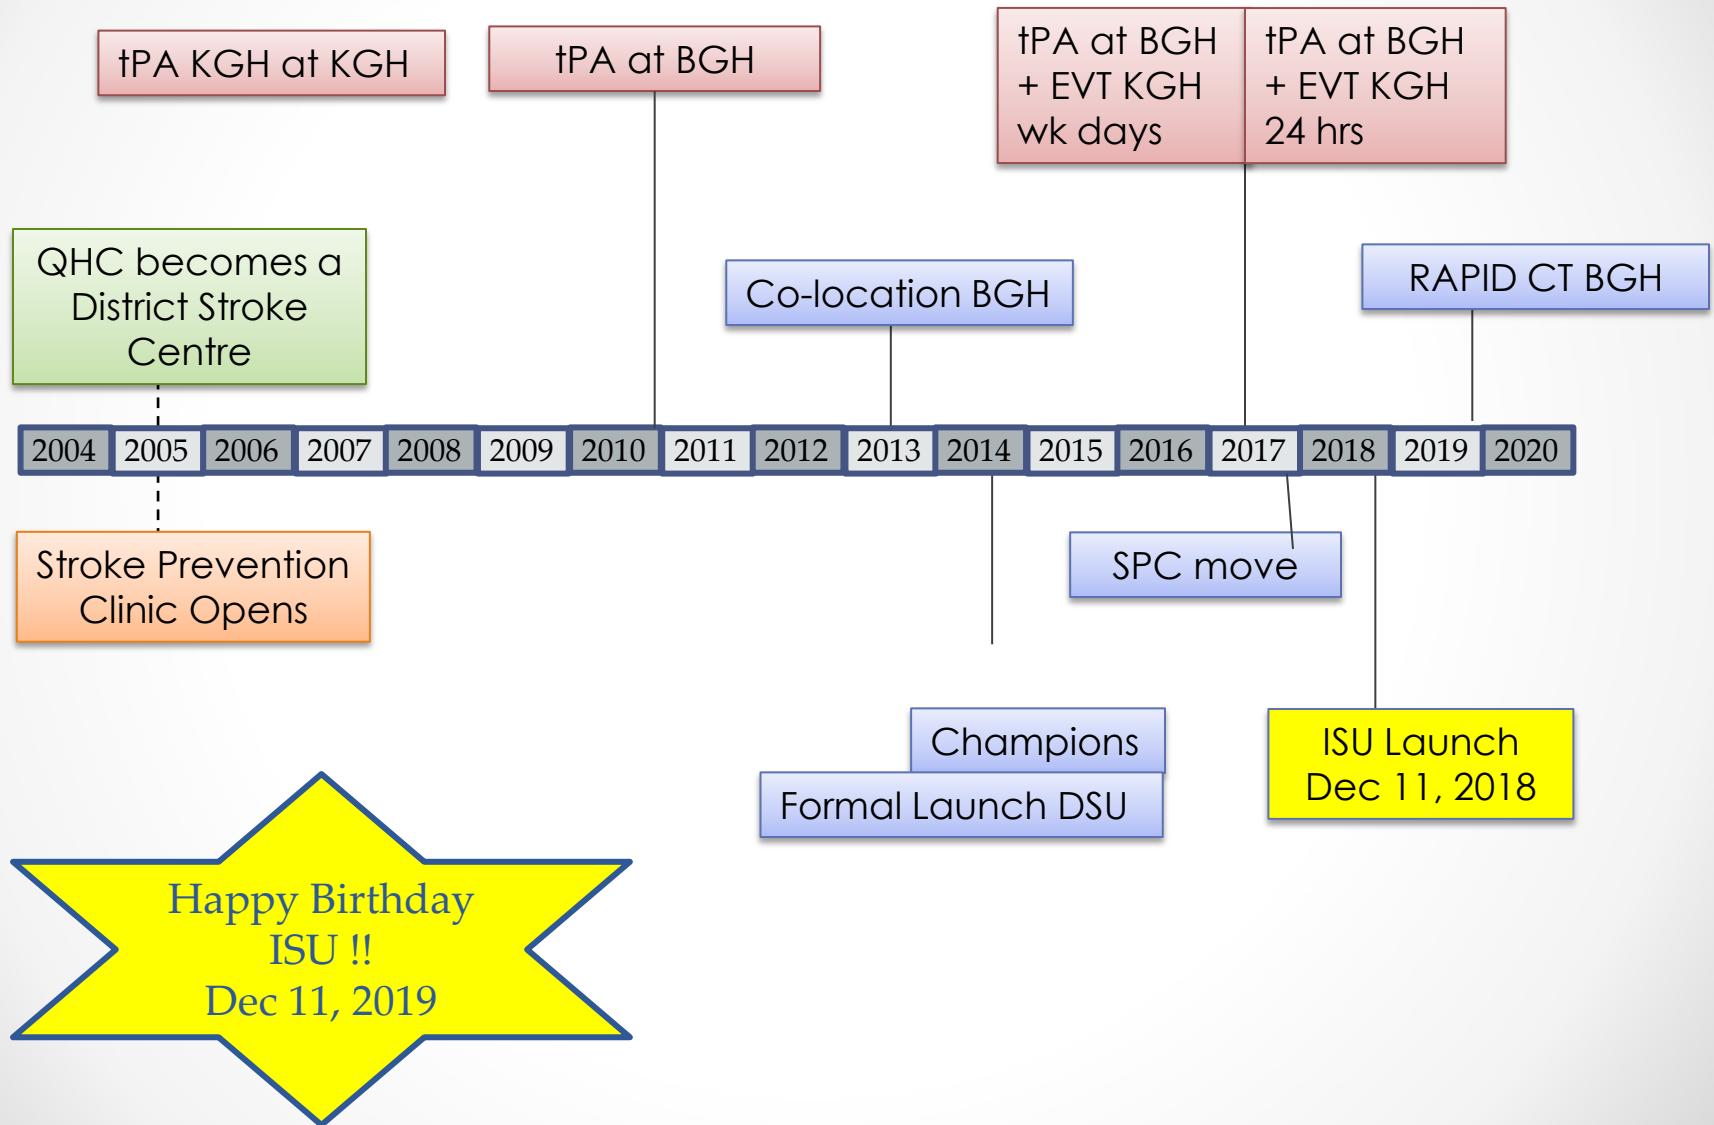 tPA KGH at KGH
tPA at BGH
tPA at BGH
+ EVT KGH
wk days
tPA at BGH
+ EVT KGH
24 hrs
QHC becomes a
District Stroke
Centre
Co-location BGH
RAPID CT BGH
2004 2005 2006 2007 2008 2009 2010 2011 2012 2013 2014 2015 2016 2017 2018 2019 2020
Stroke Prevention
Clinic Opens
SPC move
Champions
Formal Launch DSU
ISU Launch
Dec 11, 2018
Happy Birthday
ISU !!
Dec 11, 2019